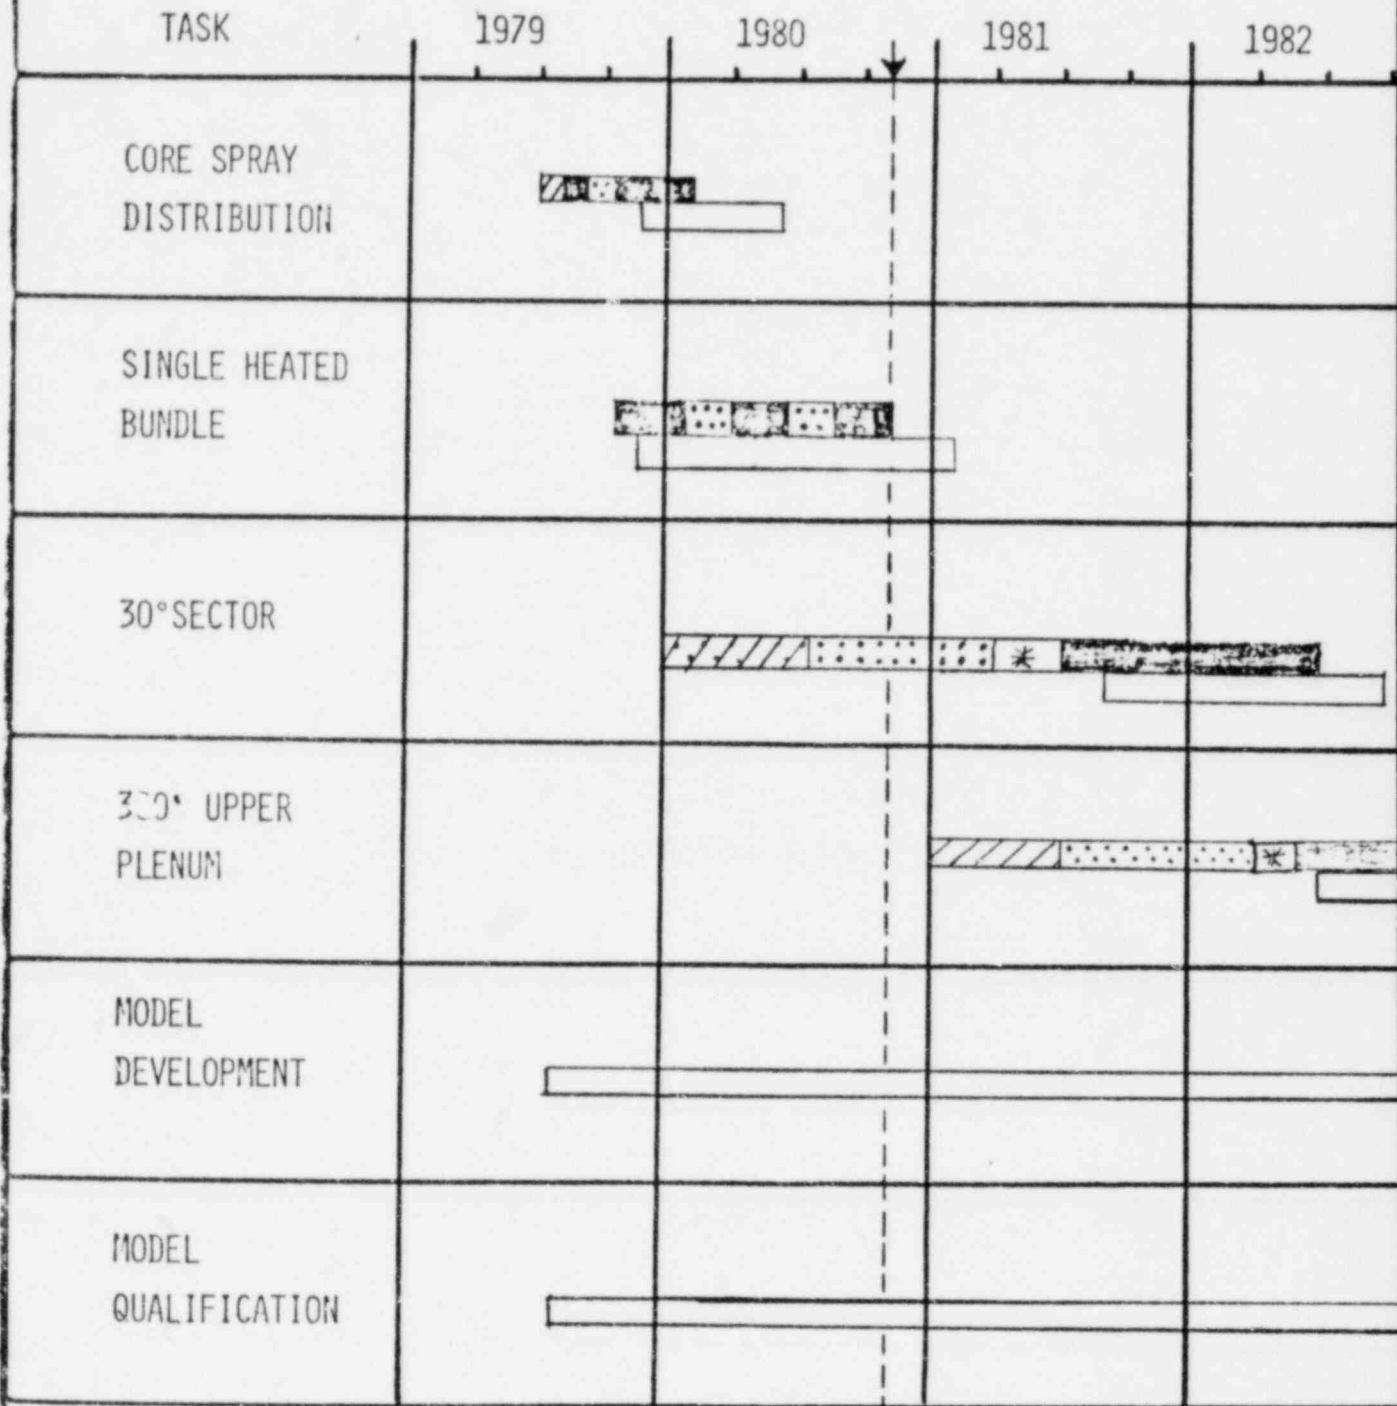 TASK 1979 1980 1981 1982
CORE SPRAY
DISTRIBUTION
SINGLE HEATED
BUNDLE
30° SECTOR
UPPER
PLENUM
MODEL
DEVELOPMENT
MODEL
QUALIFICATION